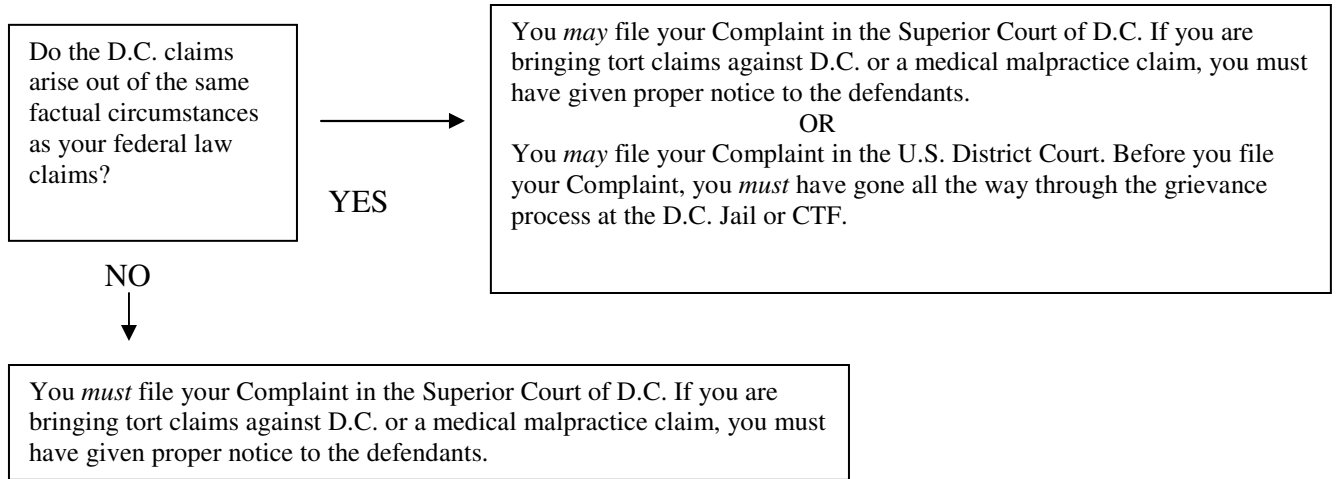 Do the D.C. claims
arise out of the same
factual circumstances
as your federal law
claims?
YES
You may file your Complaint in the Superior Court of D.C. If you are
bringing tort claims against D.C. or a medical malpractice claim, you must
have given proper notice to the defendants.
OR
You may file your Complaint in the U.S. District Court. Before you file
your Complaint, you must have gone all the way through the grievance
process at the D.C. Jail or CTF.
NO
You must file your Complaint in the Superior Court of D.C. If you are
bringing tort claims against D.C. or a medical malpractice claim, you must
have given proper notice to the defendants.